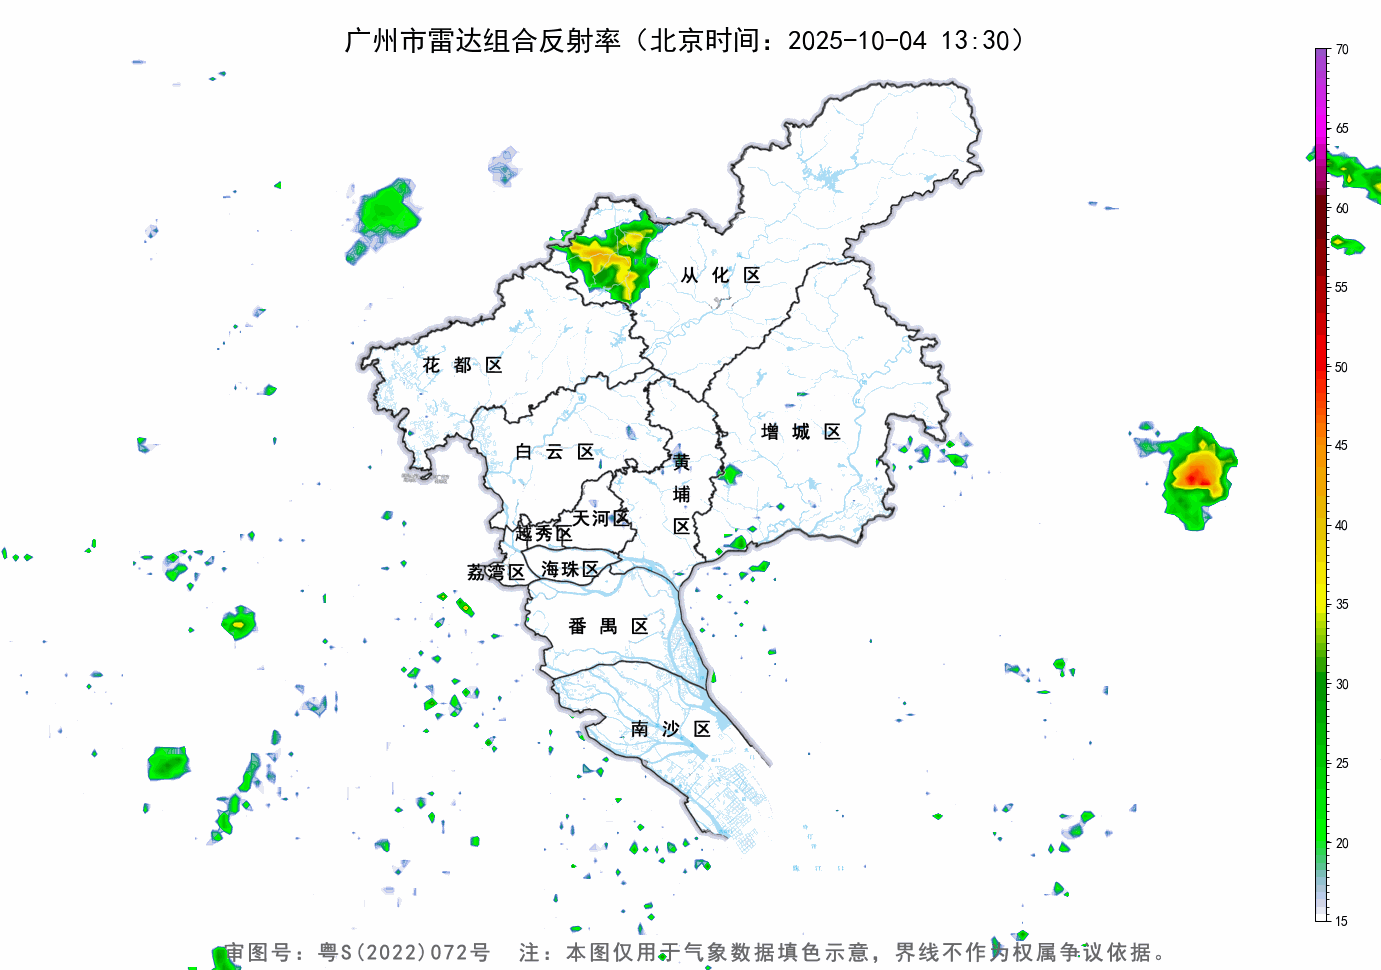 广州市雷达组合反射率（北京时间：2025-10-04 13:30）
70
65
60
55
50
45
40
35
30
25
20
15
从化区
花都区
增城区
白云区
黄埔区
天河区
越秀区
海珠区
荔湾区
番禺区
南沙区
审图号：粤S(2022)072号 注：本图仅用于气象数据填色示意，界线不作为权属争议依据。